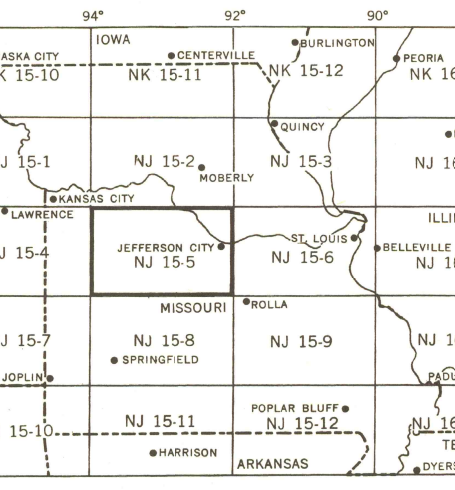 94° 92° 90°
IOWA
BURLINGTON
ASKA CITY CENTERVILLE PEORIA
K 15-10 NK 15-11 NK 15-12 NK 16
QUINCY
J 15-1 NJ 15-2 NJ 15-3 NJ 16
MOBERLY
KANSAS CITY
LAWRENCE ILLI
ST. LOUIS
J 15-4 JEFFERSON CITY BELLEVILLE
NJ 15-5 NJ 15-6 NJ 1
MISSOURI ROLLA
J 15-7 NJ 15-8 NJ 15-9 NJ 1
SPRINGFIELD
JOPLIN PADU
POPLAR BLUFF
15-10 NJ 15-11 NJ 15-12 NJ 16
TE
HARRISON
ARKANSAS DYERS